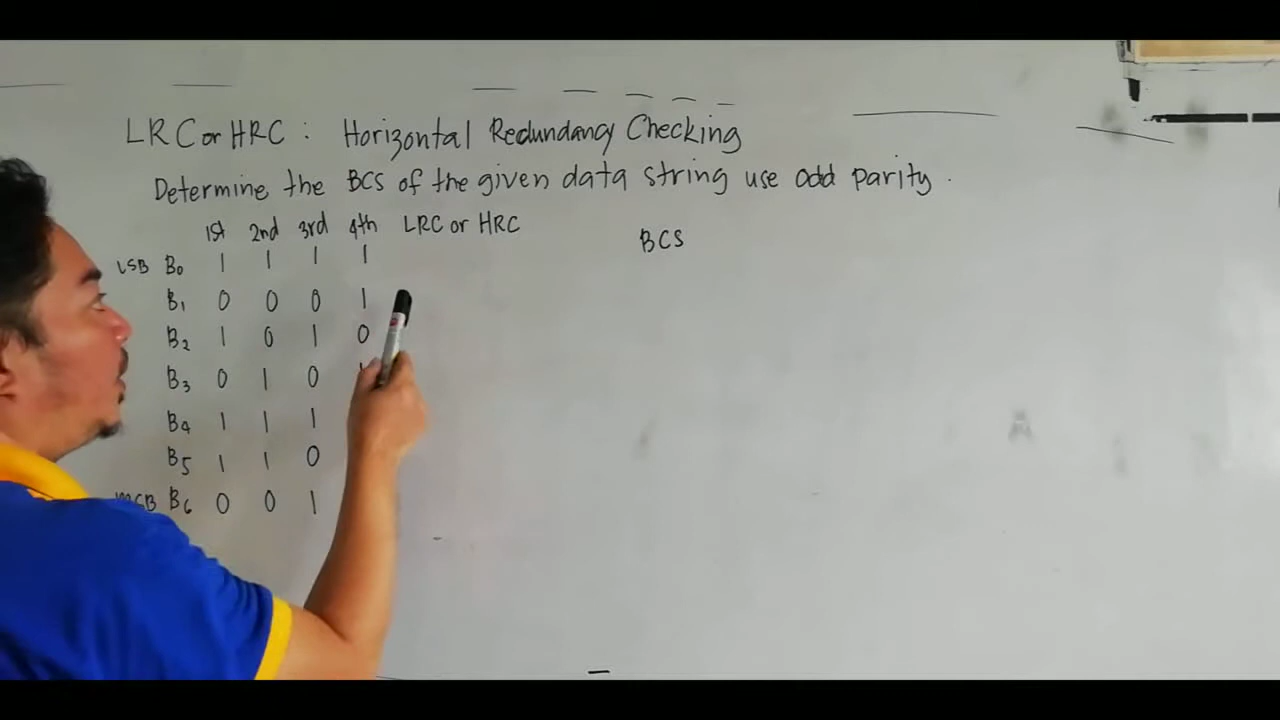 LRC or HRC : Horizontal Redundancy Checking
Determine the BCS of the given data string use odd parity.
1st 2nd 3rd 4th LRC or HRC
BCS
LSB B0 1 1 1 1
B1 0 0 0 1
B2 1 0 1 0
B3 0 1 0
B4 1 1 1
B5 1 1 0
MSB B6 0 0 1